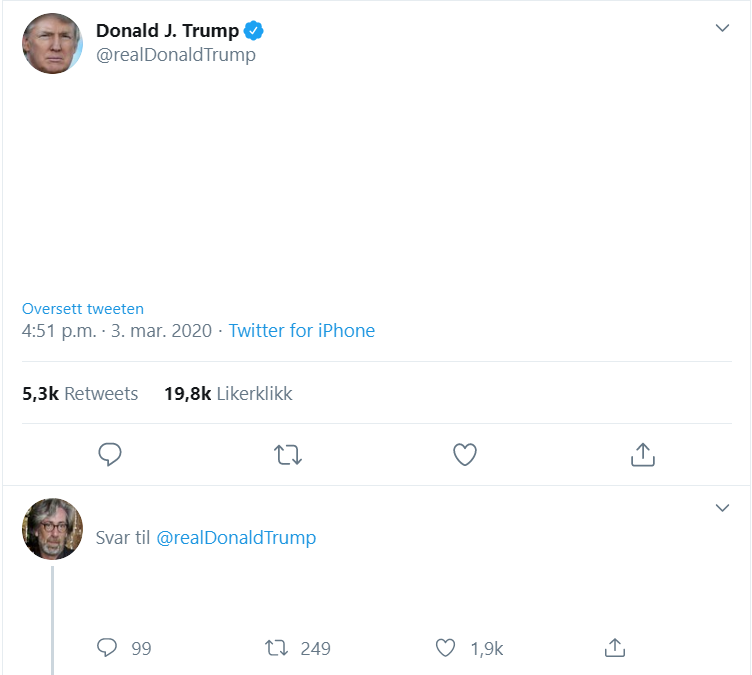 Donald J. Trump
@realDonaldTrump
Oversett tweeten
4:51 p.m. · 3. mar. 2020 · Twitter for iPhone
5,3k Retweets 19,8k Likerklikk
Svar til @realDonaldTrump
99 249 1,9k